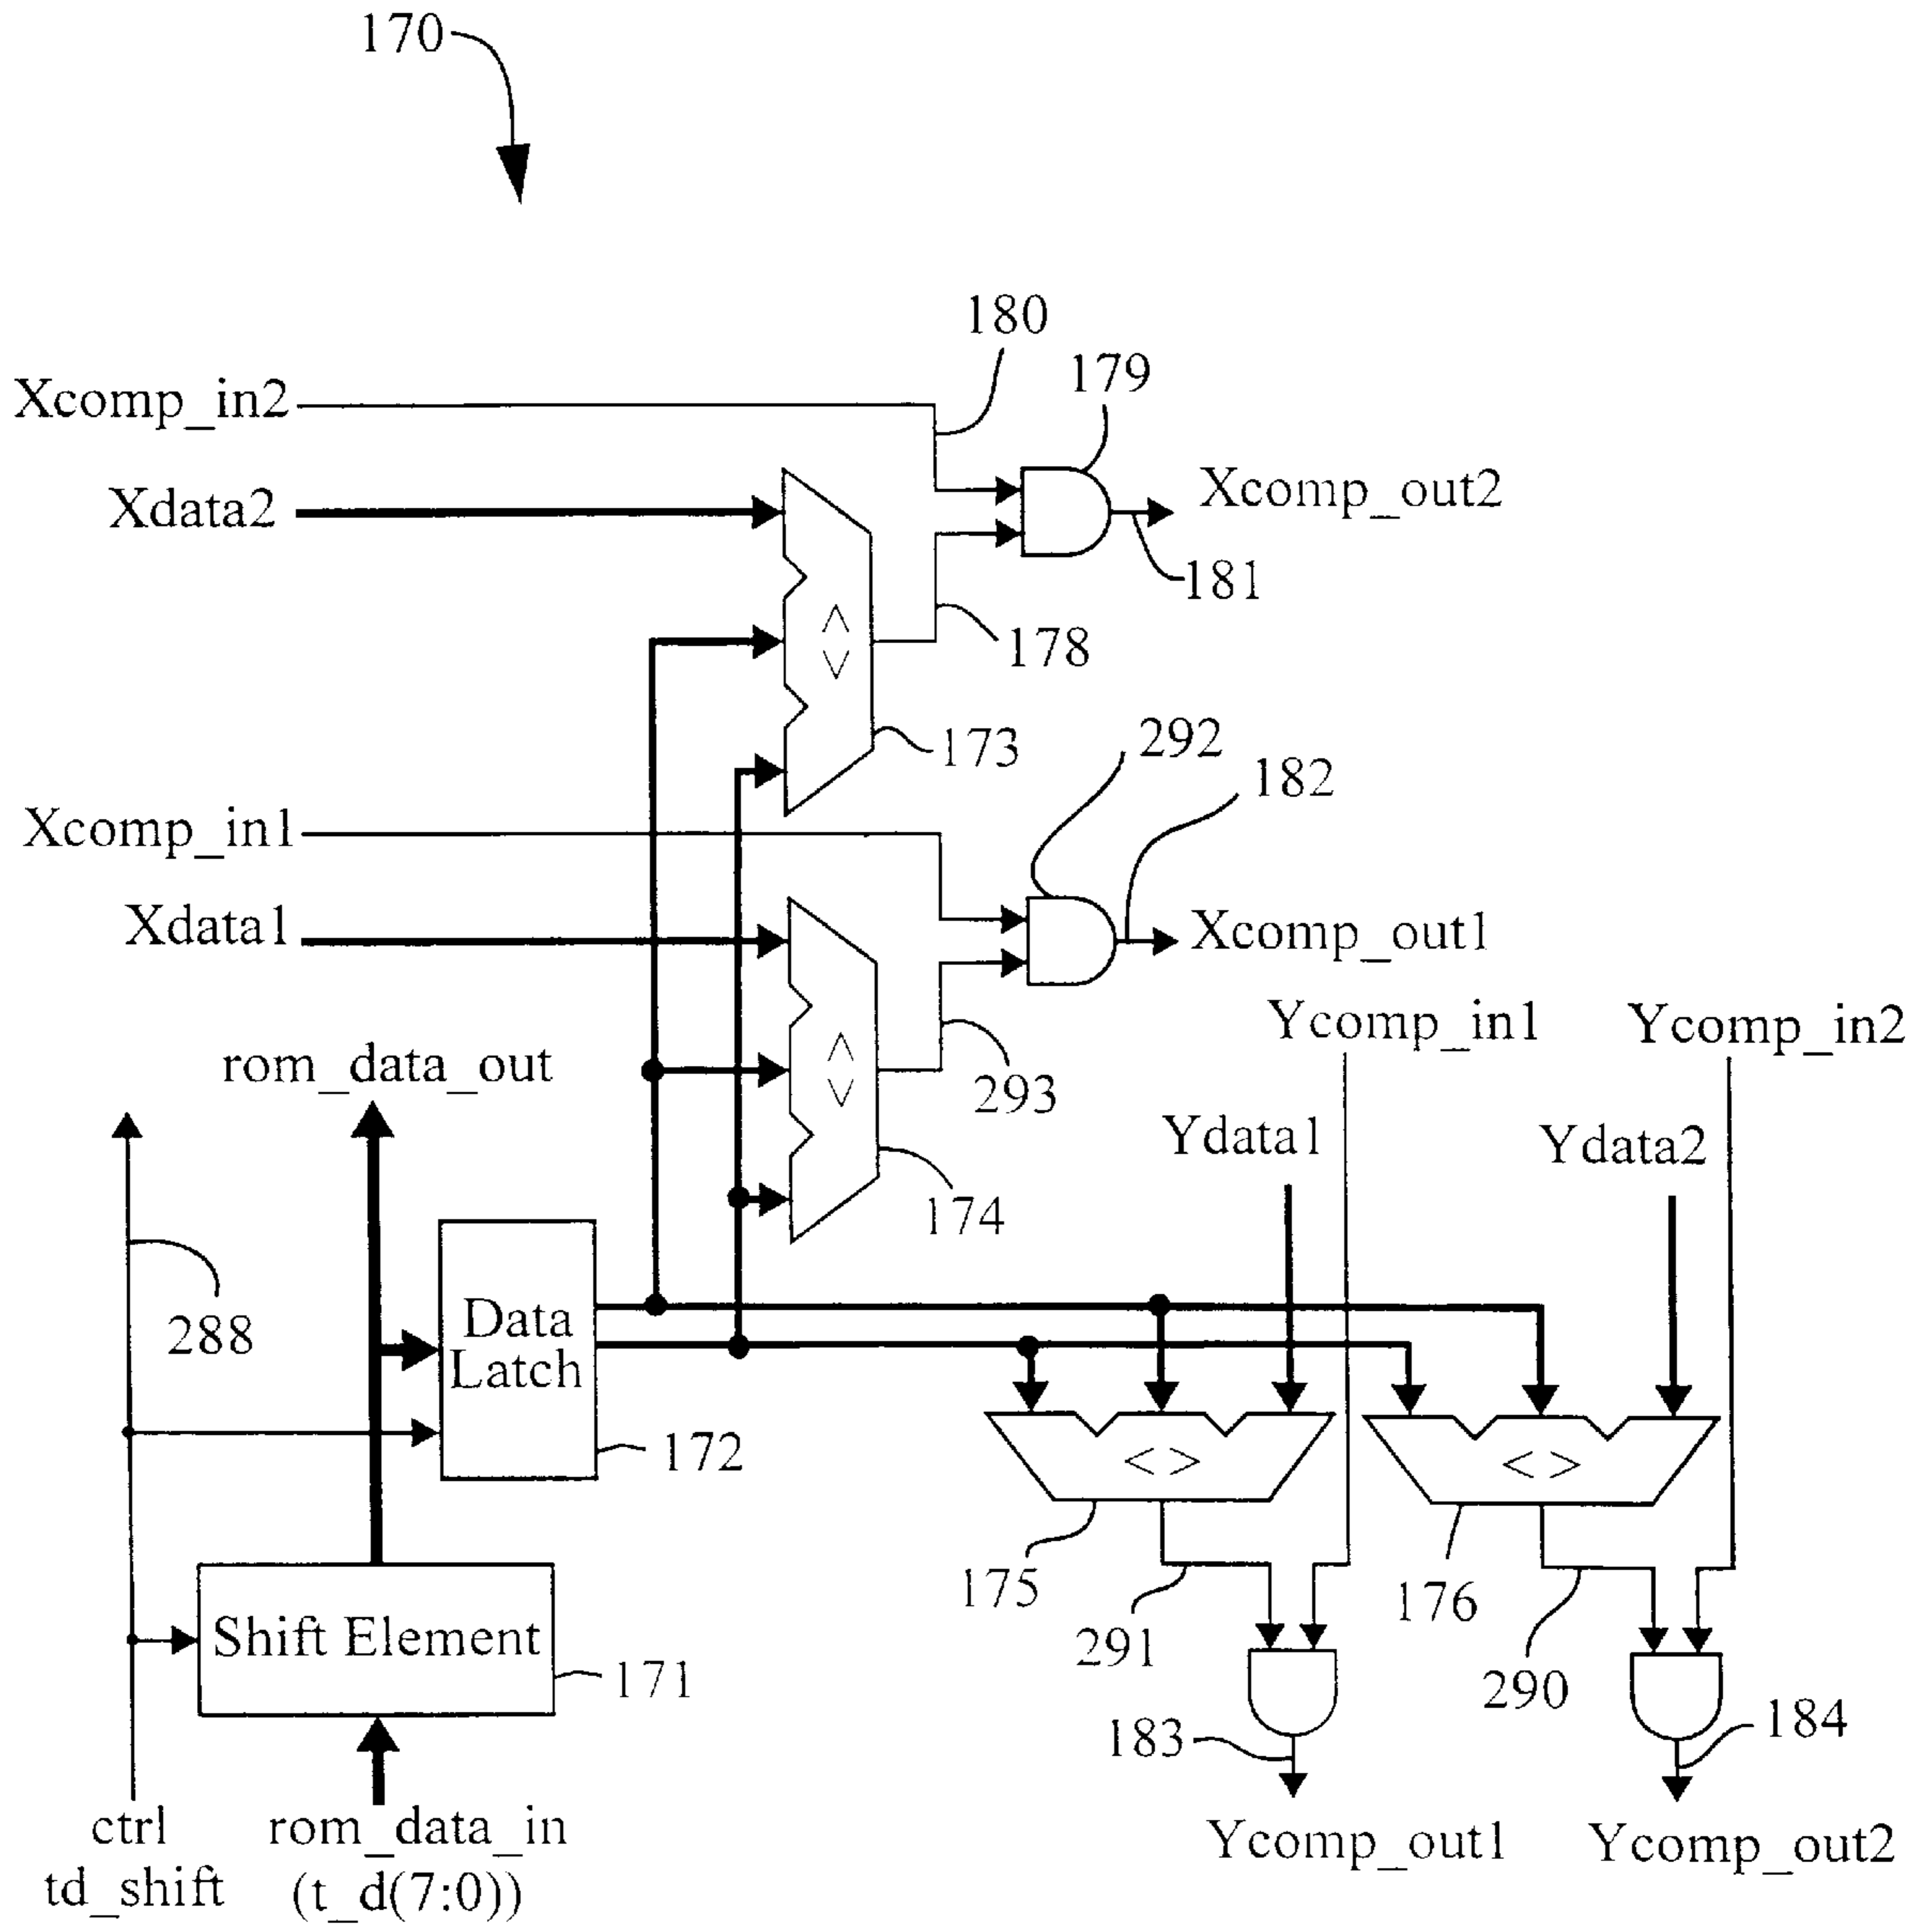 170
180
179
Xcomp_in2
Xdata2
Xcomp_out2
181
< >
178
173
292
182
Xcomp_in1
Xdata1
Xcomp_out1
Ycomp_in1
Ycomp_in2
< >
293
rom_data_out
Ydata1
Ydata2
174
288
Data
Latch
172
< >
< >
175
176
291
290
Shift Element
171
183
184
ctrl
td_shift
rom_data_in
(t_d(7:0))
Ycomp_out1
Ycomp_out2